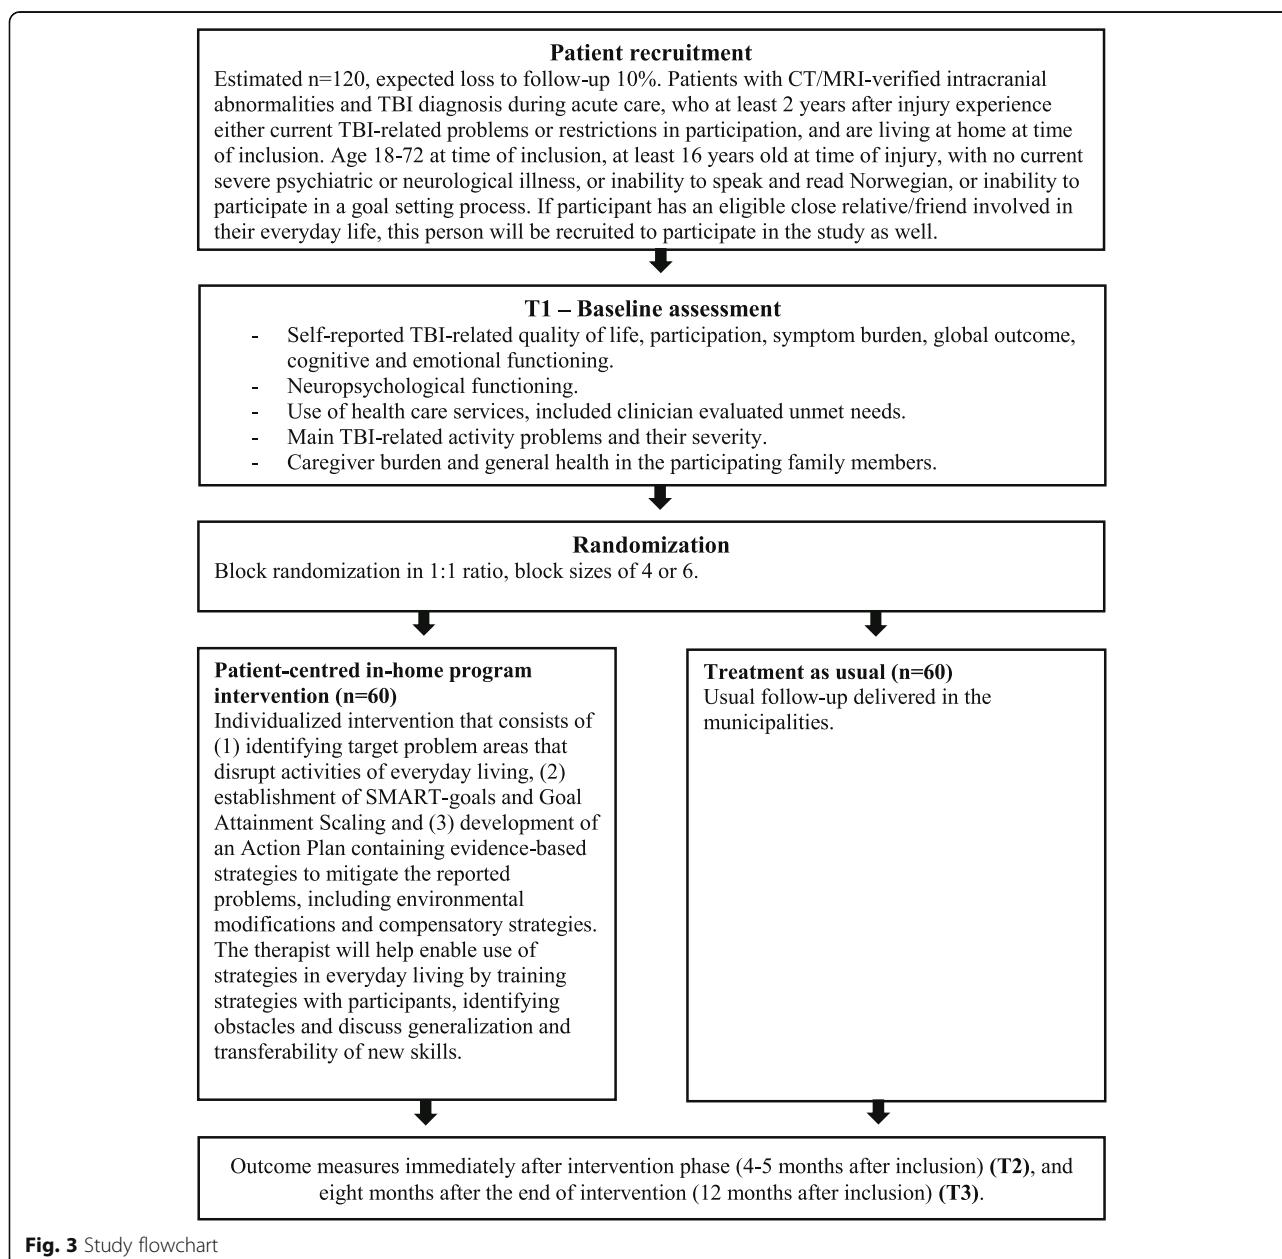 Patient recruitment
Estimated n=120, expected loss to follow-up 10%. Patients with CT/MRI-verified intracranial
abnormalities and TBI diagnosis during acute care, who at least 2 years after injury experience
either current TBI-related problems or restrictions in participation, and are living at home at time
of inclusion. Age 18-72 at time of inclusion, at least 16 years old at time of injury, with no current
severe psychiatric or neurological illness, or inability to speak and read Norwegian, or inability to
participate in a goal setting process. If participant has an eligible close relative/friend involved in
their everyday life, this person will be recruited to participate in the study as well.
T1 – Baseline assessment
- Self-reported TBI-related quality of life, participation, symptom burden, global outcome,
cognitive and emotional functioning.
- Neuropsychological functioning.
- Use of health care services, included clinician evaluated unmet needs.
- Main TBI-related activity problems and their severity.
- Caregiver burden and general health in the participating family members.
Randomization
Block randomization in 1:1 ratio, block sizes of 4 or 6.
Patient-centred in-home program
intervention (n=60)
Individualized intervention that consists of
(1) identifying target problem areas that
disrupt activities of everyday living, (2)
establishment of SMART-goals and Goal
Attainment Scaling and (3) development of
an Action Plan containing evidence-based
strategies to mitigate the reported
problems, including environmental
modifications and compensatory strategies.
The therapist will help enable use of
strategies in everyday living by training
strategies with participants, identifying
obstacles and discuss generalization and
transferability of new skills.
Treatment as usual (n=60)
Usual follow-up delivered in the
municipalities.
Outcome measures immediately after intervention phase (4-5 months after inclusion) (T2), and
eight months after the end of intervention (12 months after inclusion) (T3).
Fig. 3 Study flowchart